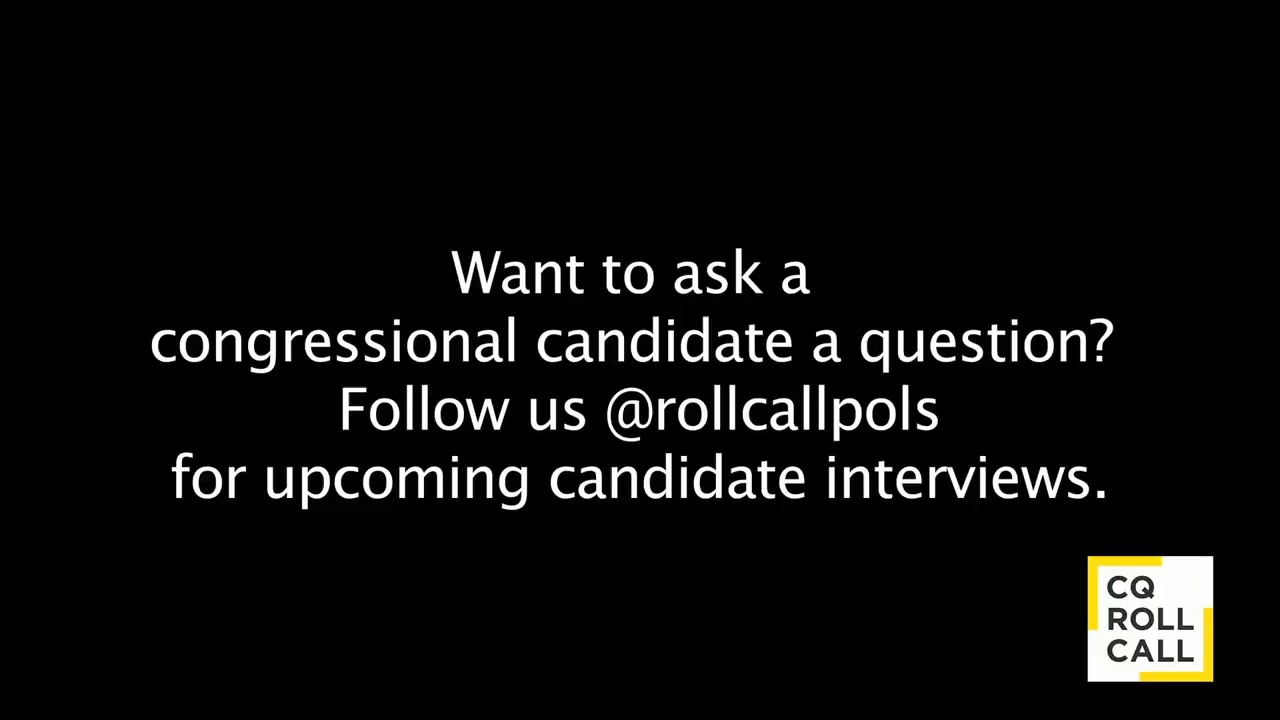 Want to ask a
congressional candidate a question?
Follow us @rollcallpols
for upcoming candidate interviews.
CQ
ROLL
CALL